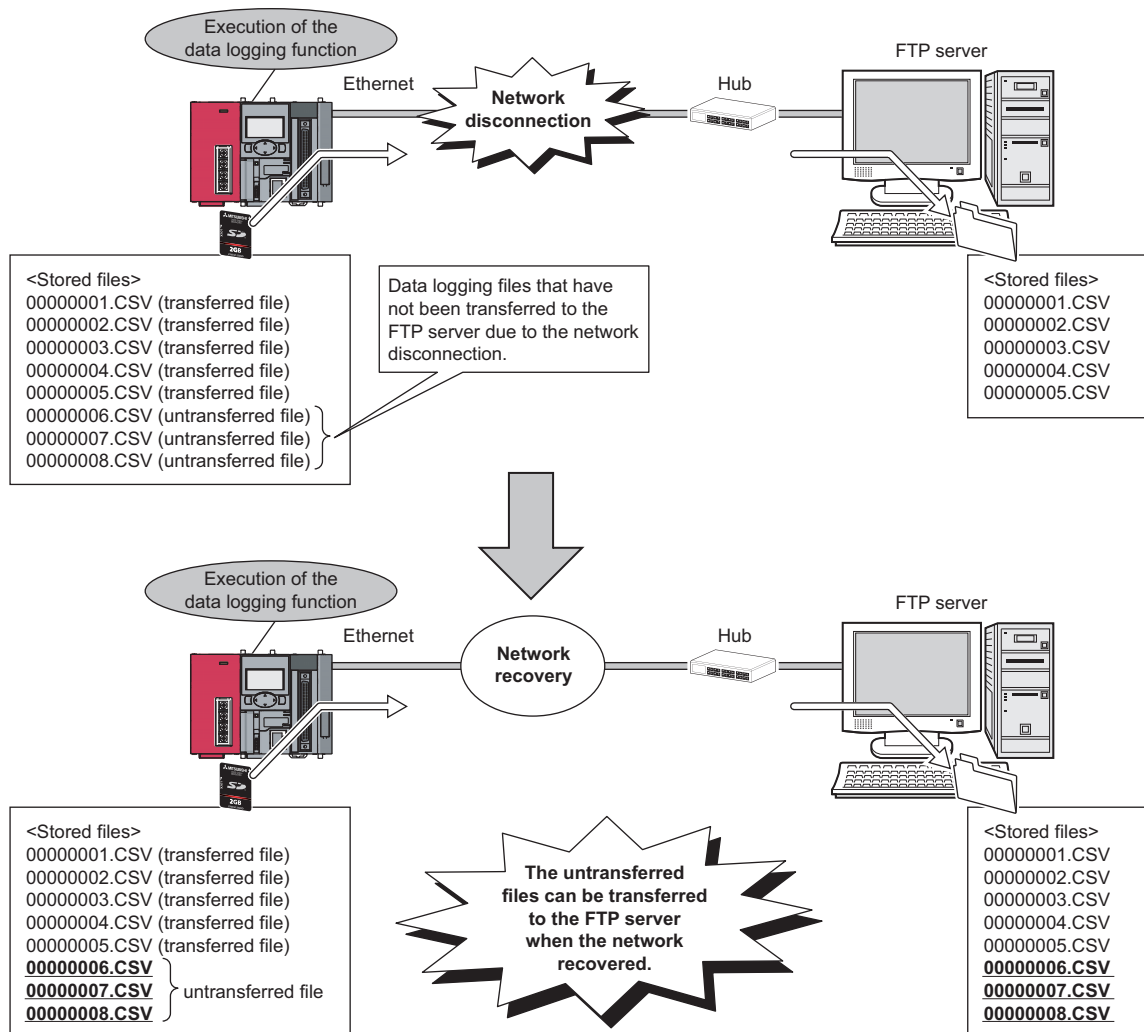 Execution of the
data logging function
Ethernet
Network
disconnection
Hub
FTP server
SD
2GB
<Stored files>
00000001.CSV (transferred file)
00000002.CSV (transferred file)
00000003.CSV (transferred file)
00000004.CSV (transferred file)
00000005.CSV (transferred file)
00000006.CSV (untransferred file)
00000007.CSV (untransferred file)
00000008.CSV (untransferred file)
Data logging files that have
not been transferred to the
FTP server due to the network
disconnection.
<Stored files>
00000001.CSV
00000002.CSV
00000003.CSV
00000004.CSV
00000005.CSV
Execution of the
data logging function
Ethernet
Network
recovery
Hub
FTP server
SD
2GB
<Stored files>
00000001.CSV (transferred file)
00000002.CSV (transferred file)
00000003.CSV (transferred file)
00000004.CSV (transferred file)
00000005.CSV (transferred file)
00000006.CSV
00000007.CSV
00000008.CSV
untransferred file
The untransferred
files can be transferred
to the FTP server
when the network
recovered.
<Stored files>
00000001.CSV
00000002.CSV
00000003.CSV
00000004.CSV
00000005.CSV
00000006.CSV
00000007.CSV
00000008.CSV